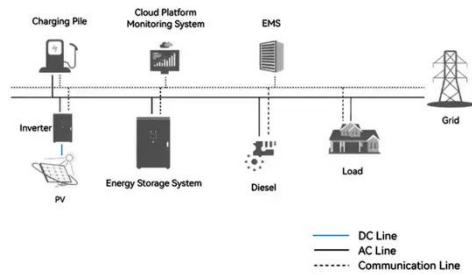 Charging Pile
Cloud Platform
Monitoring System
EMS
Grid
Inverter
PV
Energy Storage System
Diesel
Load
DC Line
AC Line
Communication Line